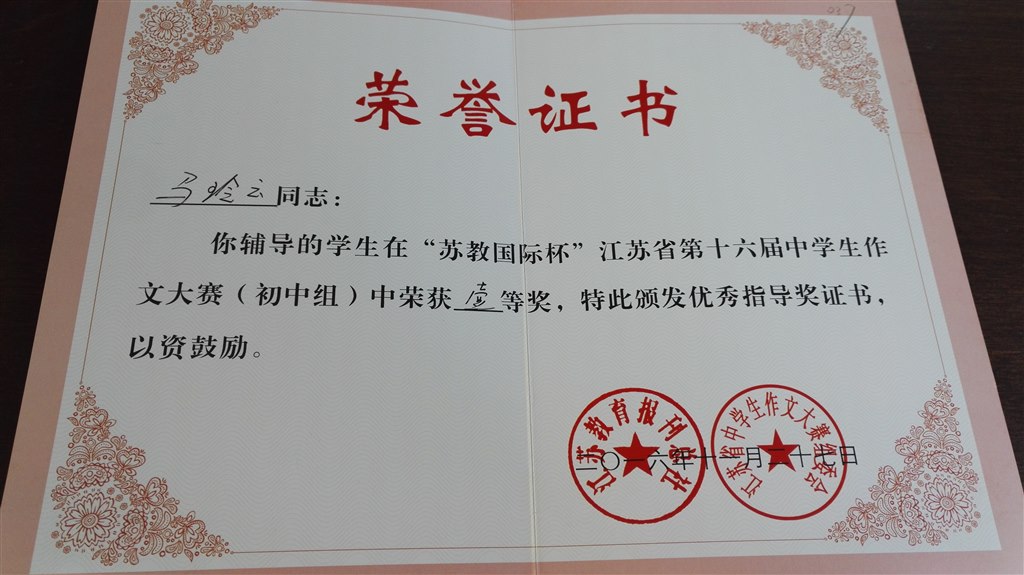 荣誉证书
马玲云同志：
你辅导的学生在“苏教国际杯”江苏省第十六届中学生作
文大赛（初中组）中荣获壹等奖，特此颁发优秀指导奖证书，
以资鼓励。
江苏教育报刊总社
江苏省中学生作文大赛组委会
二〇一六年十一月二十七日